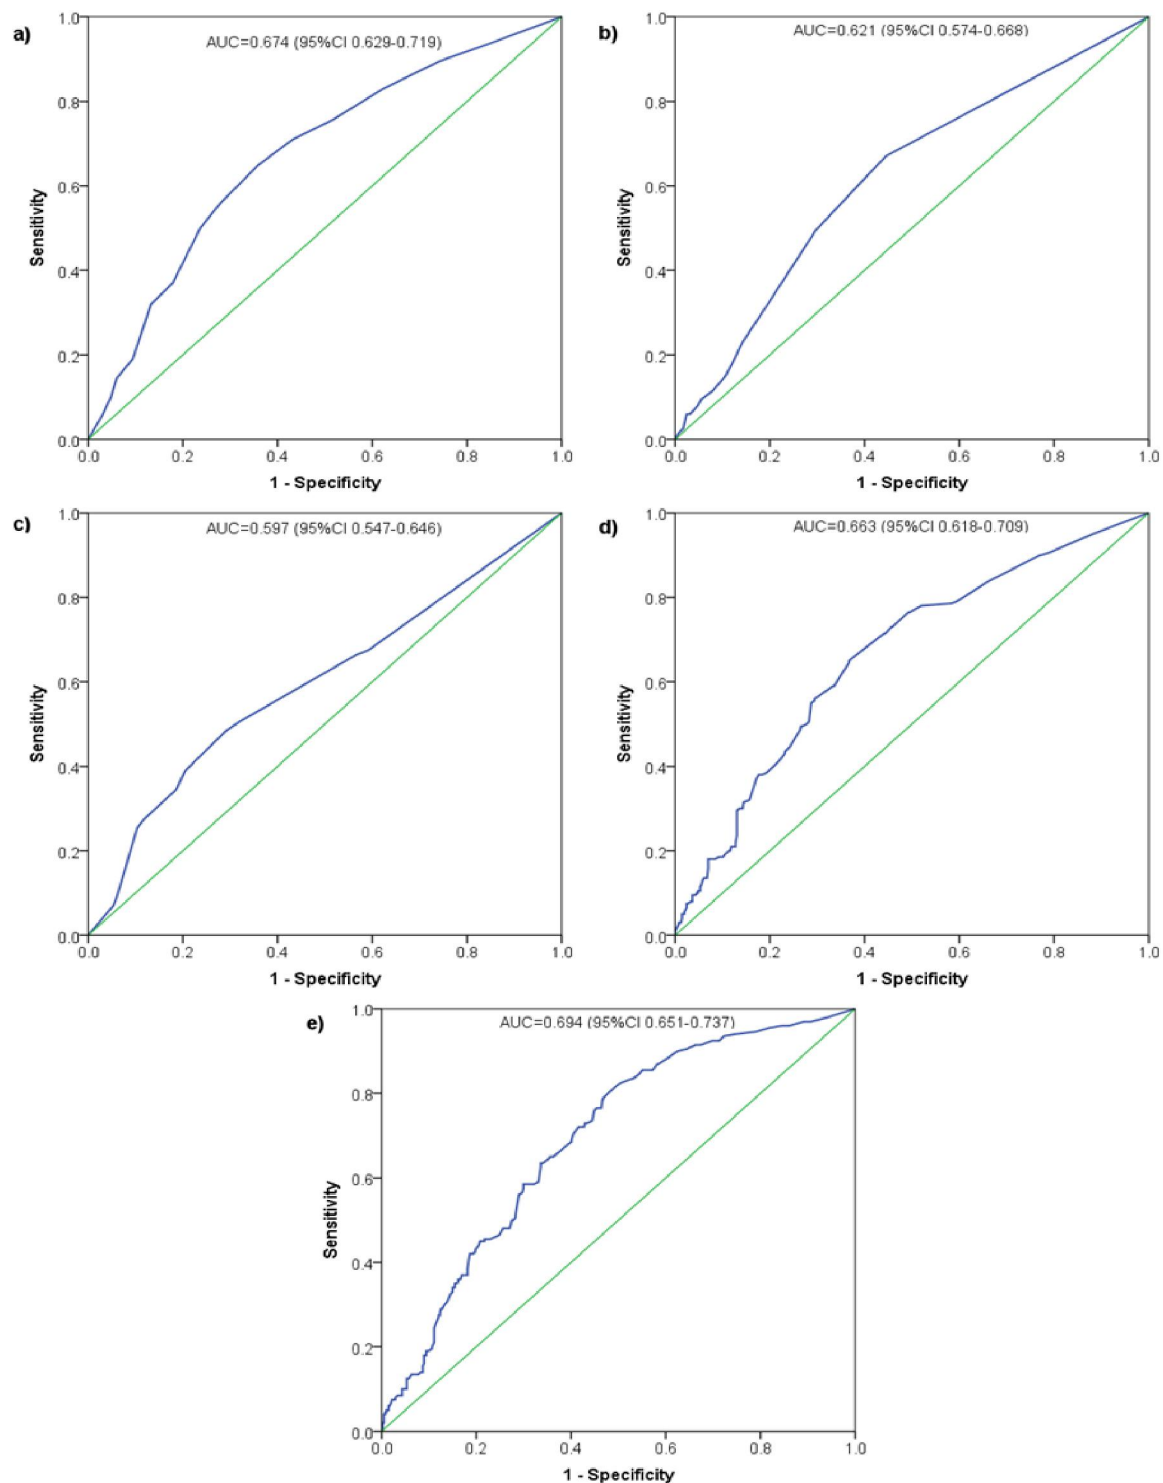 a)
AUC=0.674 (95%CI 0.629-0.719)
1.0
0.8
0.6
0.4
0.2
0.0
Sensitivity
0.0 0.2 0.4 0.6 0.8 1.0
1 - Specificity
b)
AUC=0.621 (95%CI 0.574-0.668)
1.0
0.8
0.6
0.4
0.2
0.0
Sensitivity
0.0 0.2 0.4 0.6 0.8 1.0
1 - Specificity
c)
AUC=0.597 (95%CI 0.547-0.646)
1.0
0.8
0.6
0.4
0.2
0.0
Sensitivity
0.0 0.2 0.4 0.6 0.8 1.0
1 - Specificity
d)
AUC=0.663 (95%CI 0.618-0.709)
1.0
0.8
0.6
0.4
0.2
0.0
Sensitivity
0.0 0.2 0.4 0.6 0.8 1.0
1 - Specificity
e)
AUC=0.694 (95%CI 0.651-0.737)
1.0
0.8
0.6
0.4
0.2
0.0
Sensitivity
0.0 0.2 0.4 0.6 0.8 1.0
1 - Specificity